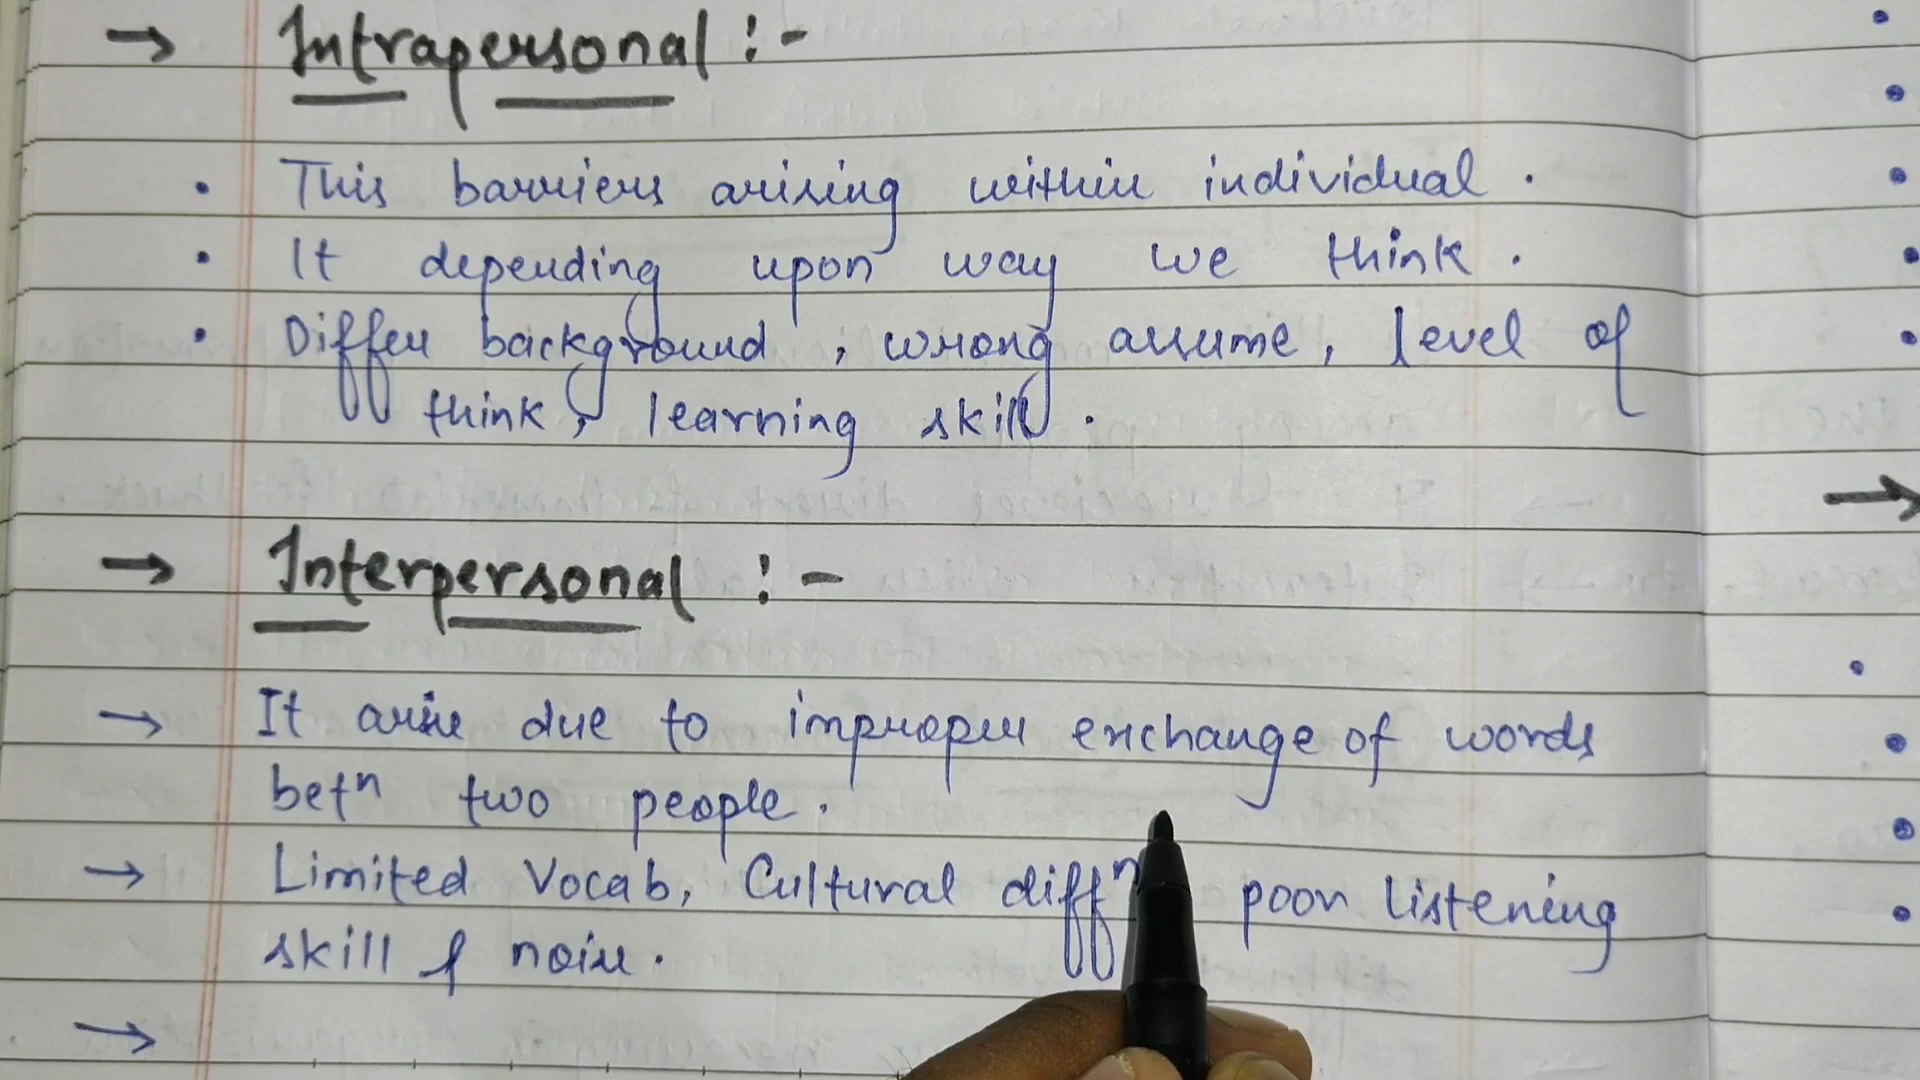 → Intrapersonal :-
• This barriers arising within individual .
• It depending upon way we think .
• Differ background , wrong assume , level of
think , learning skill .
→ Interpersonal :-
→ It arise due to improper exchange of words
betn two people .
→ Limited Vocab, Cultural diffn poor listening
skill & noise .
→